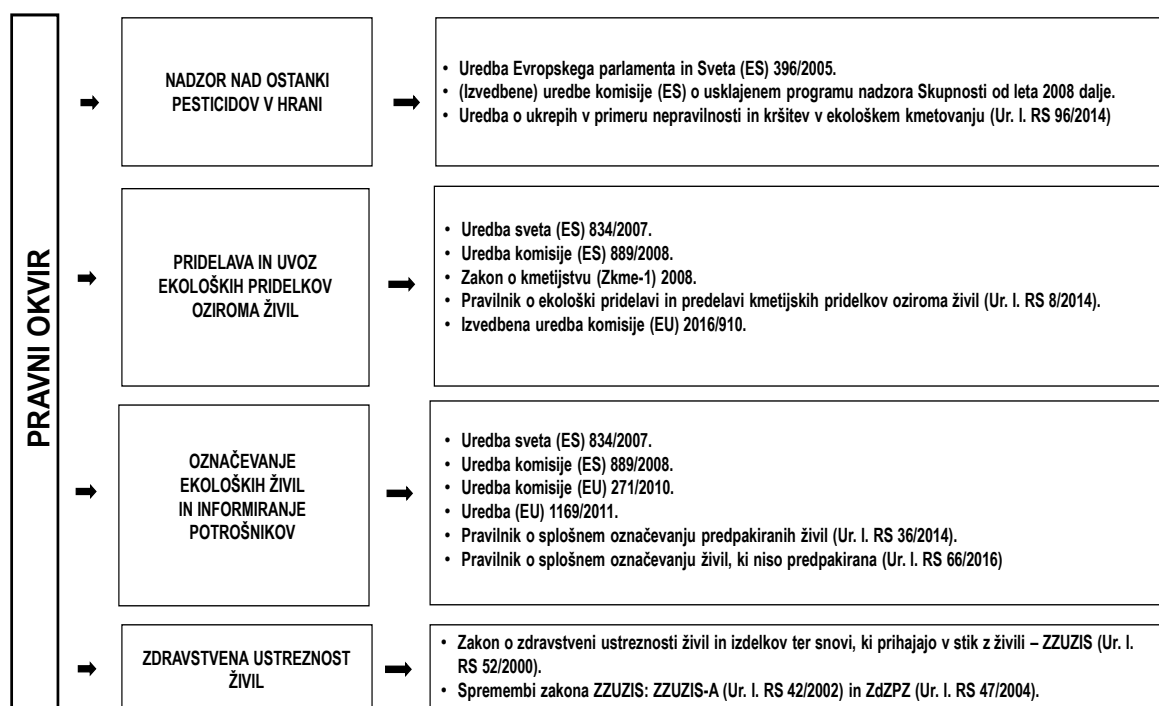 PRAVNI OKVIR
NADZOR NAD OSTANKI
PESTICIDOV V HRANI
• Uredba Evropskega parlamenta in Sveta (ES) 396/2005.
• (Izvedbene) uredbe komisije (ES) o usklajenem programu nadzora Skupnosti od leta 2008 dalje.
• Uredba o ukrepih v primeru nepravilnosti in kršitev v ekološkem kmetovanju (Ur. l. RS 96/2014)
PRIDELAVA IN UVOZ
EKOLOŠKIH PRIDELKOV
OZIROMA ŽIVIL
• Uredba sveta (ES) 834/2007.
• Uredba komisije (ES) 889/2008.
• Zakon o kmetijstvu (Zkme-1) 2008.
• Pravilnik o ekološki pridelavi in predelavi kmetijskih pridelkov oziroma živil (Ur. l. RS 8/2014).
• Izvedbena uredba komisije (EU) 2016/910.
OZNAČEVANJE
EKOLOŠKIH ŽIVIL
IN INFORMIRANJE
POTROŠNIKOV
• Uredba sveta (ES) 834/2007.
• Uredba komisije (ES) 889/2008.
• Uredba komisije (EU) 271/2010.
• Uredba (EU) 1169/2011.
• Pravilnik o splošnem označevanju predpakiranih živil (Ur. l. RS 36/2014).
• Pravilnik o splošnem označevanju živil, ki niso predpakirana (Ur. l. RS 66/2016)
ZDRAVSTVENA USTREZNOST
ŽIVIL
• Zakon o zdravstveni ustreznosti živil in izdelkov ter snovi, ki prihajajo v stik z živili – ZZUZIS (Ur. l.
RS 52/2000).
• Spremembi zakona ZZUZIS: ZZUZIS-A (Ur. l. RS 42/2002) in ZdZPZ (Ur. l. RS 47/2004).